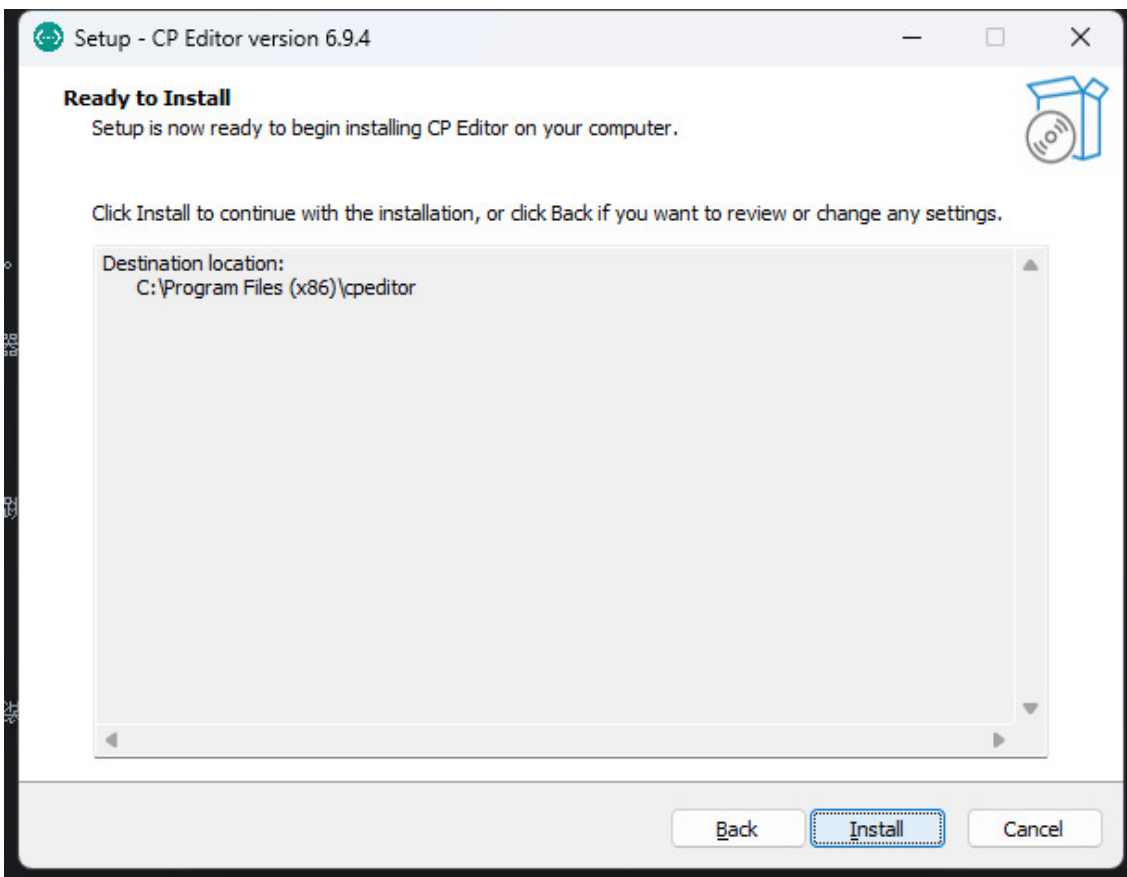 Setup - CP Editor version 6.9.4
Ready to Install
Setup is now ready to begin installing CP Editor on your computer.
Click Install to continue with the installation, or click Back if you want to review or change any settings.
Destination location:
C:\Program Files (x86)\cpeditor
器
Back
Install
Cancel